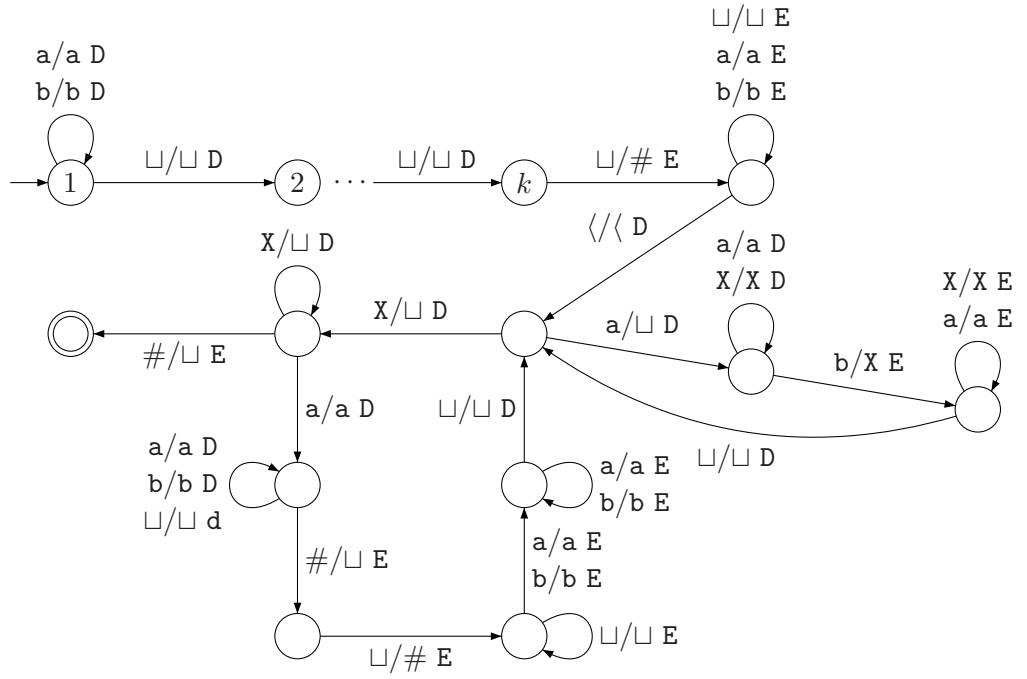 ⊔/⊔ E
a/a D
a/a E
b/b D
b/b E
⊔/⊔ D
⊔/⊔ D
⊔/# E
1
2
···
k
⟨/⟨ D
X/⊔ D
a/a D
X/X D
X/X E
a/a E
X/⊔ D
a/⊔ D
#/⊔ E
b/X E
a/a D
⊔/⊔ D
a/a D
b/b D
⊔/⊔ d
a/a E
b/b E
⊔/⊔ D
#/⊔ E
a/a E
b/b E
⊔/# E
⊔/⊔ E